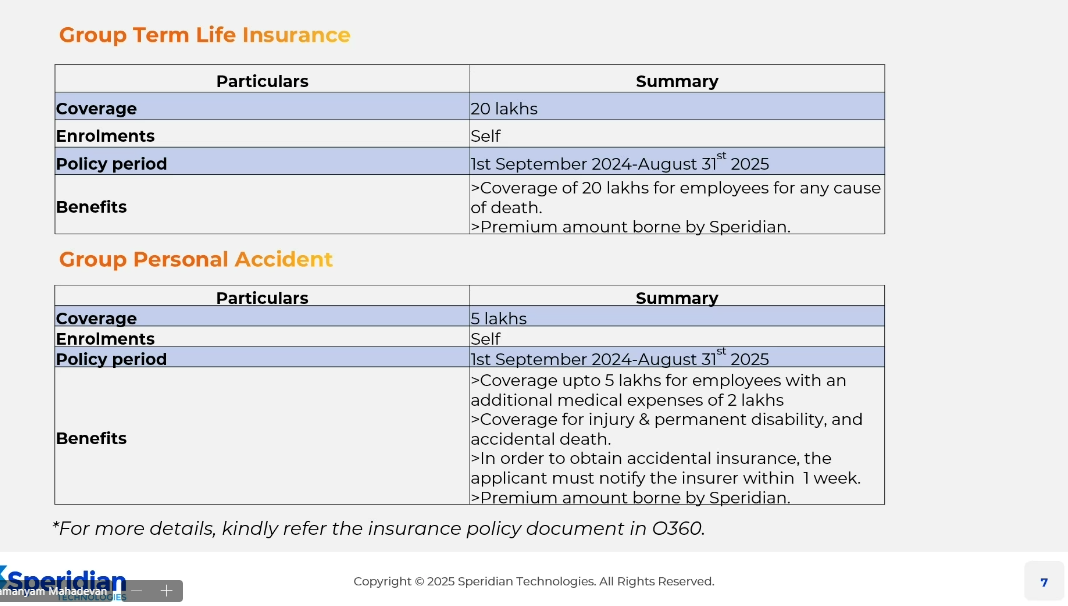 Group Term Life Insurance
Particulars Summary
Coverage 20 lakhs
Enrolments Self
Policy period 1st September 2024-August 31st 2025
Benefits
>Coverage of 20 lakhs for employees for any cause
of death.
>Premium amount borne by Speridian.
Group Personal Accident
Particulars Summary
Coverage 5 lakhs
Enrolments Self
Policy period 1st September 2024-August 31st 2025
Benefits
>Coverage upto 5 lakhs for employees with an
additional medical expenses of 2 lakhs
>Coverage for injury & permanent disability, and
accidental death.
>In order to obtain accidental insurance, the
applicant must notify the insurer within 1 week.
>Premium amount borne by Speridian.
*For more details, kindly refer the insurance policy document in O360.
Speridian
TECHNOLOGIES
Mahadevan
Copyright © 2025 Speridian Technologies. All Rights Reserved.
7